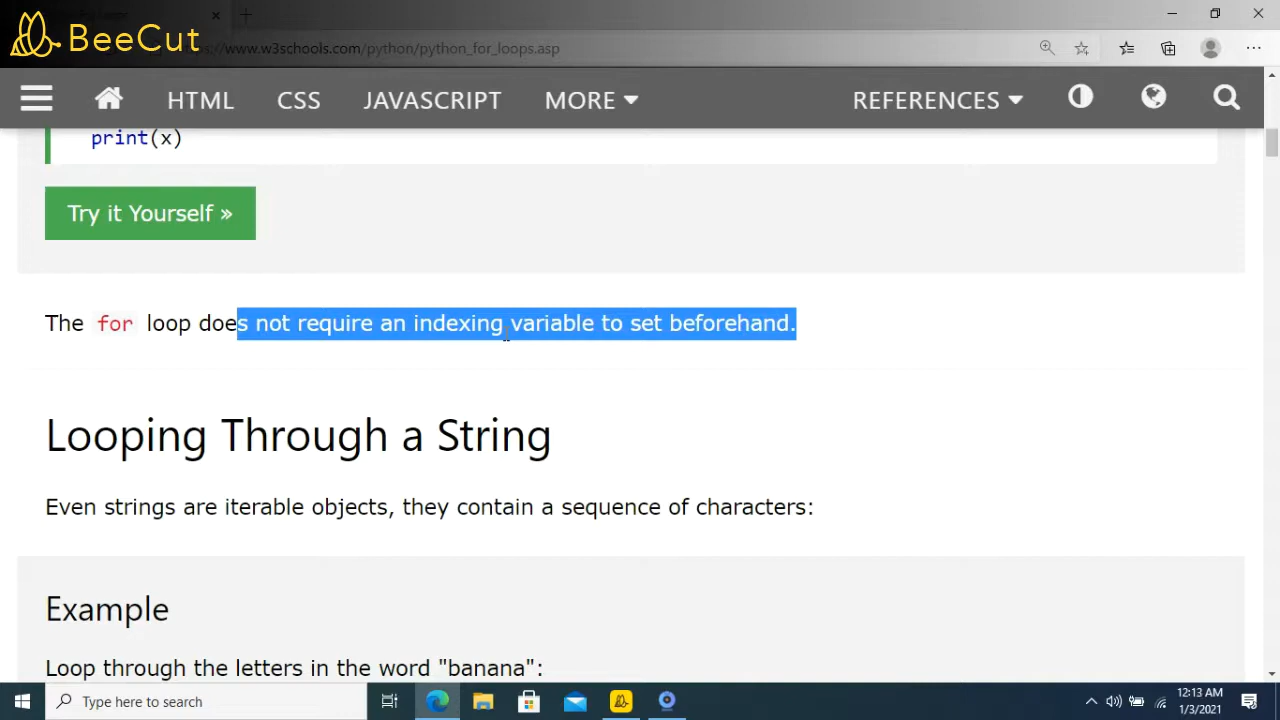 BeeCut
https://www.w3schools.com/python/python_for_loops.asp
HTML CSS JAVASCRIPT MORE REFERENCES
print(x)
Try it Yourself »
The for loop does not require an indexing variable to set beforehand.
Looping Through a String
Even strings are iterable objects, they contain a sequence of characters:
Example
Loop through the letters in the word "banana":
Type here to search
12:13 AM
1/3/2021